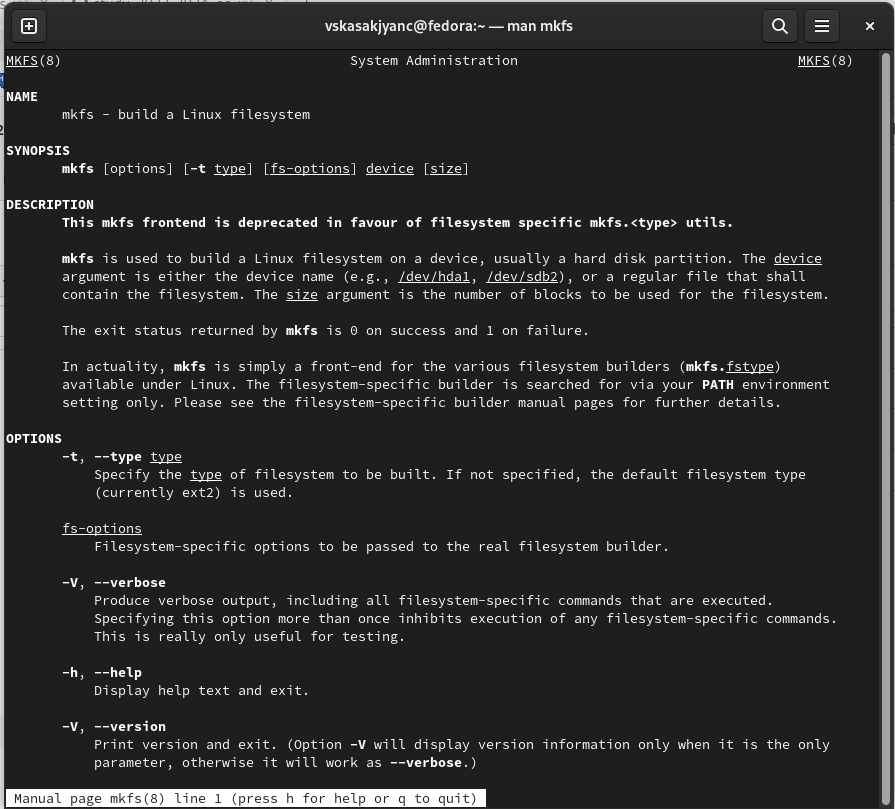 vskasakjyanc@fedora:~ — man mkfs
MKFS(8) System Administration MKFS(8)
NAME
mkfs - build a Linux filesystem
SYNOPSIS
mkfs [options] [-t type] [fs-options] device [size]
DESCRIPTION
This mkfs frontend is deprecated in favour of filesystem specific mkfs.<type> utils.
mkfs is used to build a Linux filesystem on a device, usually a hard disk partition. The device
argument is either the device name (e.g., /dev/hda1, /dev/sdb2), or a regular file that shall
contain the filesystem. The size argument is the number of blocks to be used for the filesystem.
The exit status returned by mkfs is 0 on success and 1 on failure.
In actuality, mkfs is simply a front-end for the various filesystem builders (mkfs.fstype)
available under Linux. The filesystem-specific builder is searched for via your PATH environment
setting only. Please see the filesystem-specific builder manual pages for further details.
OPTIONS
-t, --type type
Specify the type of filesystem to be built. If not specified, the default filesystem type
(currently ext2) is used.
fs-options
Filesystem-specific options to be passed to the real filesystem builder.
-V, --verbose
Produce verbose output, including all filesystem-specific commands that are executed.
Specifying this option more than once inhibits execution of any filesystem-specific commands.
This is really only useful for testing.
-h, --help
Display help text and exit.
-V, --version
Print version and exit. (Option -V will display version information only when it is the only
parameter, otherwise it will work as --verbose.)
Manual page mkfs(8) line 1 (press h for help or q to quit)